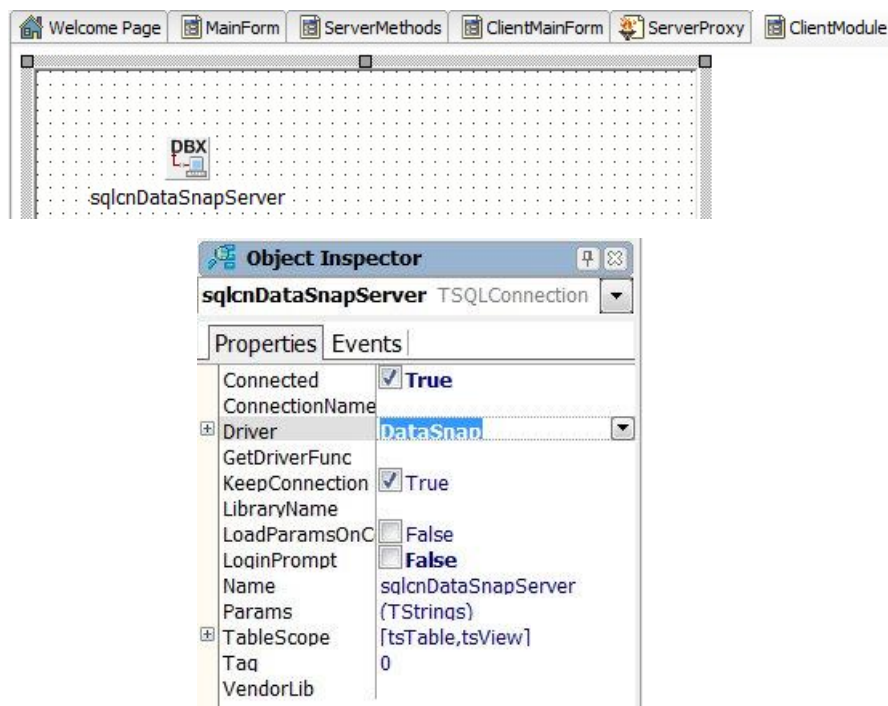 Welcome Page MainForm ServerMethods ClientMainForm ServerProxy ClientModule
DBX
sqlcnDataSnapServer
Object Inspector
sqlcnDataSnapServer TSQLConnection
Properties Events
Connected True
ConnectionName
Driver DataSnap
GetDriverFunc
KeepConnection True
LibraryName
LoadParamsOnC False
LoginPrompt False
Name sqlcnDataSnapServer
Params (TStrings)
TableScope [tsTable,tsView]
Tag 0
VendorLib